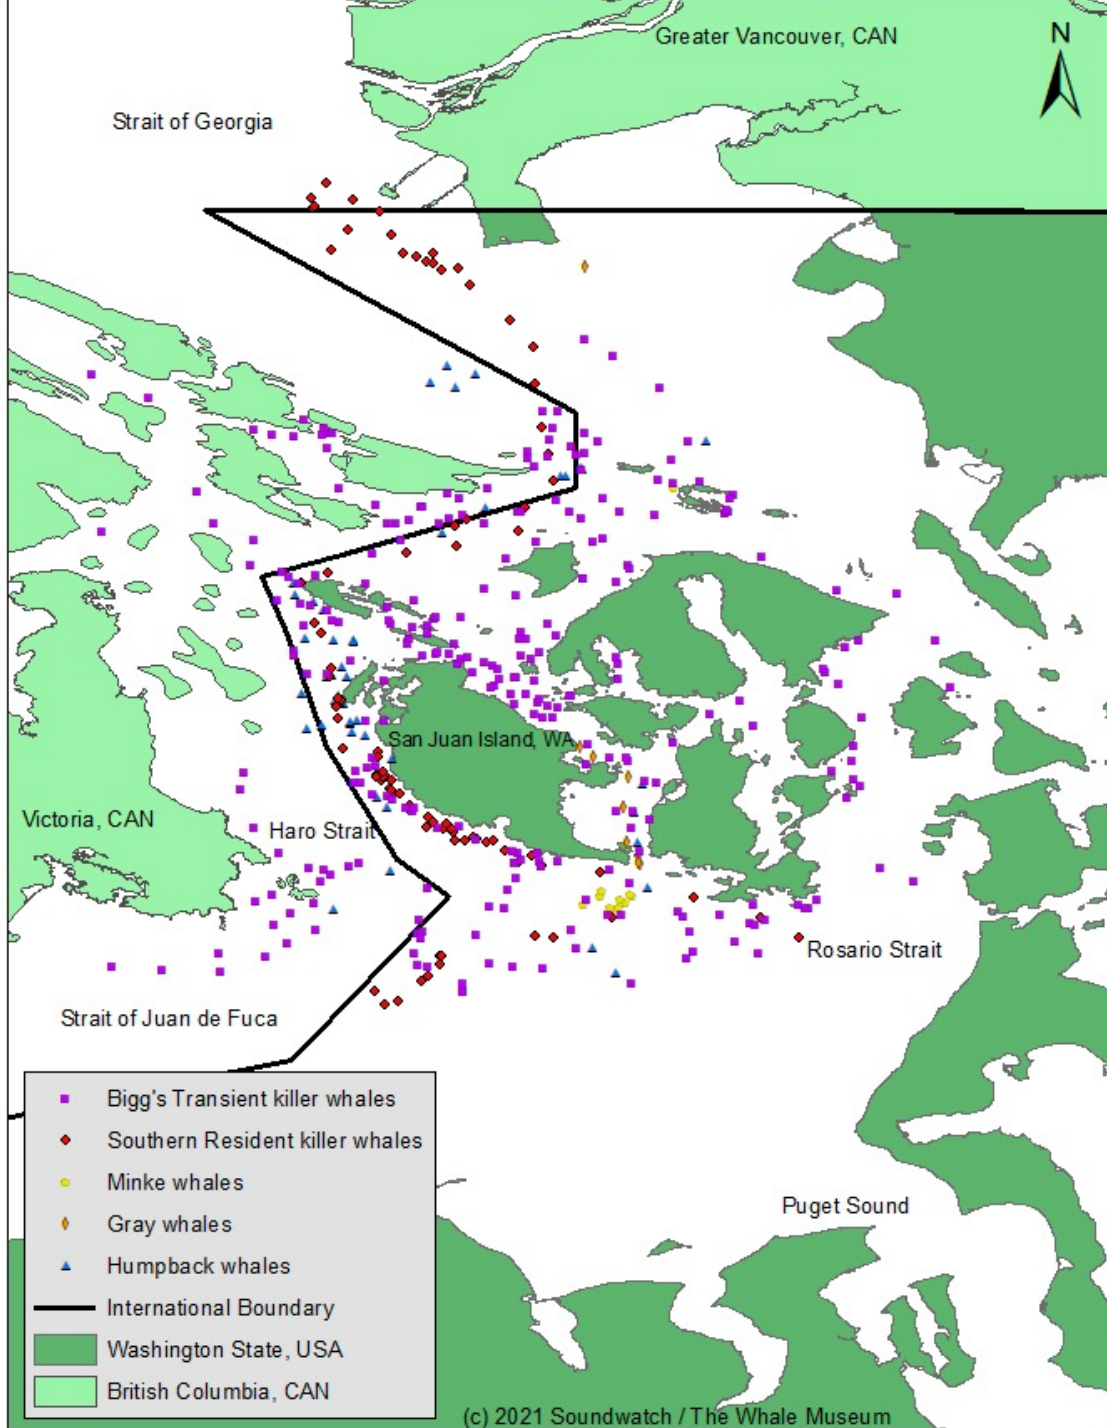 Greater Vancouver, CAN
N
Strait of Georgia
San Juan Island, WA
Victoria, CAN
Haro Strait
Rosario Strait
Strait of Juan de Fuca
Bigg's Transient killer whales
Southern Resident killer whales
Minke whales
Gray whales
Humpback whales
International Boundary
Washington State, USA
British Columbia, CAN
Puget Sound
(c) 2021 Soundwatch / The Whale Museum